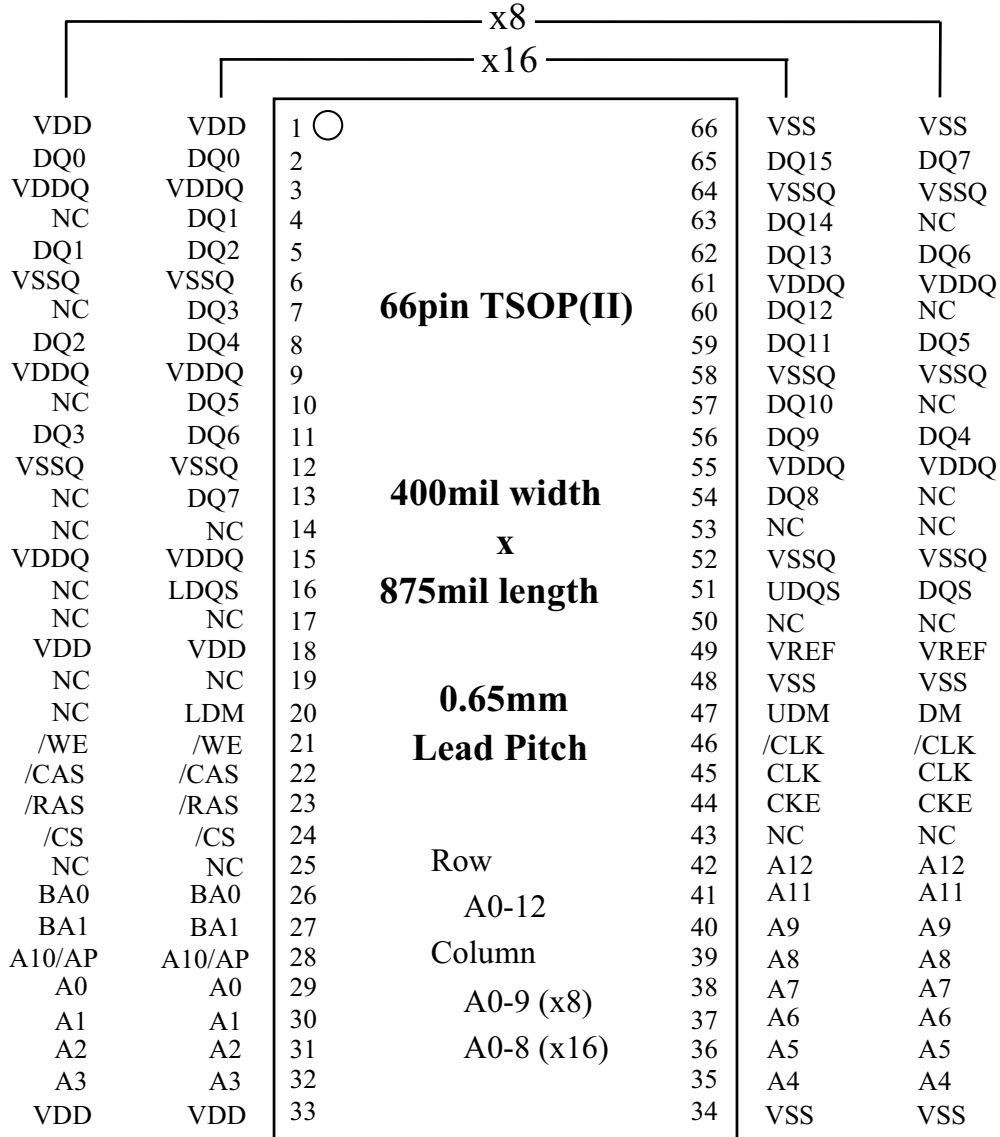 x8
x16
VDD VDD 1 66 VSS VSS
DQ0 DQ0 2 65 DQ15 DQ7
VDDQ VDDQ 3 64 VSSQ VSSQ
NC DQ1 4 63 DQ14 NC
DQ1 DQ2 5 62 DQ13 DQ6
VSSQ VSSQ 6 61 VDDQ VDDQ
NC DQ3 7 66pin TSOP(II) 60 DQ12 NC
DQ2 DQ4 8 59 DQ11 DQ5
VDDQ VDDQ 9 58 VSSQ VSSQ
NC DQ5 10 57 DQ10 NC
DQ3 DQ6 11 56 DQ9 DQ4
VSSQ VSSQ 12 55 VDDQ VDDQ
NC DQ7 13 400mil width 54 DQ8 NC
NC NC 14 x 53 NC NC
VDDQ VDDQ 15 52 VSSQ VSSQ
NC LDQS 16 875mil length 51 UDQS DQS
NC NC 17 50 NC NC
VDD VDD 18 49 VREF VREF
NC NC 19 0.65mm 48 VSS VSS
NC LDM 20 47 UDM DM
/WE /WE 21 Lead Pitch 46 /CLK /CLK
/CAS /CAS 22 45 CLK CLK
/RAS /RAS 23 44 CKE CKE
/CS /CS 24 43 NC NC
NC NC 25 Row 42 A12 A12
BA0 BA0 26 A0-12 41 A11 A11
BA1 BA1 27 40 A9 A9
A10/AP A10/AP 28 Column 39 A8 A8
A0 A0 29 A0-9 (x8) 38 A7 A7
A1 A1 30 37 A6 A6
A2 A2 31 A0-8 (x16) 36 A5 A5
A3 A3 32 35 A4 A4
VDD VDD 33 34 VSS VSS